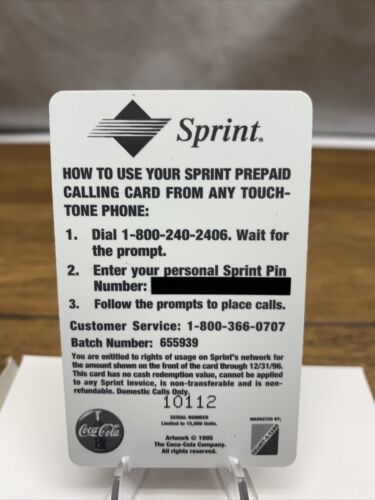 Sprint®
HOW TO USE YOUR SPRINT PREPAID
CALLING CARD FROM ANY TOUCH-
TONE PHONE:
1. Dial 1-800-240-2406. Wait for
the prompt.
2. Enter your personal Sprint Pin
Number:
3. Follow the prompts to place calls.
Customer Service: 1-800-366-0707
Batch Number: 655939
You are entitled to rights of usage on Sprint's network for
the amount shown on the front of the card through 12/31/96.
This card has no cash redemption value, cannot be applied
to any Sprint invoice, is non-transferable and is non-
refundable. Domestic Calls Only.
10112
SERIAL NUMBER
Limited to 15,000 Units.
Coca-Cola
Artwork © 1995
The Coca-Cola Company.
All rights reserved.
MARKETED BY: